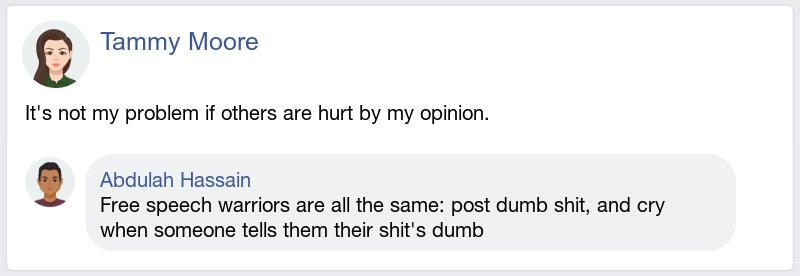 Tammy Moore
It's not my problem if others are hurt by my opinion.
Abdulah Hassain
Free speech warriors are all the same: post dumb shit, and cry
when someone tells them their shit's dumb